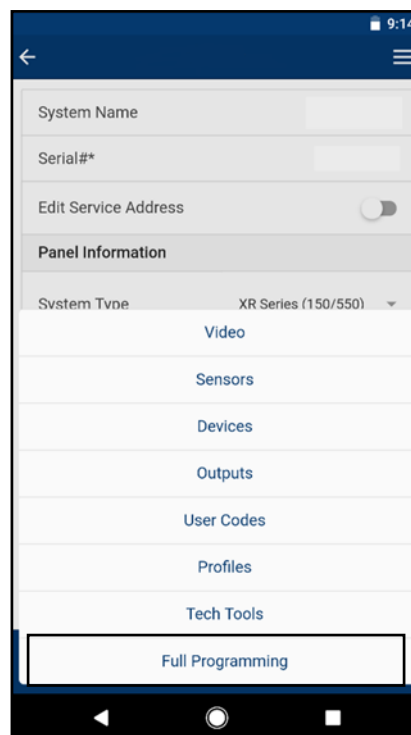 9:14
System Name
Serial#*
Edit Service Address
Panel Information
System Type XR Series (150/550)
Video
Sensors
Devices
Outputs
User Codes
Profiles
Tech Tools
Full Programming